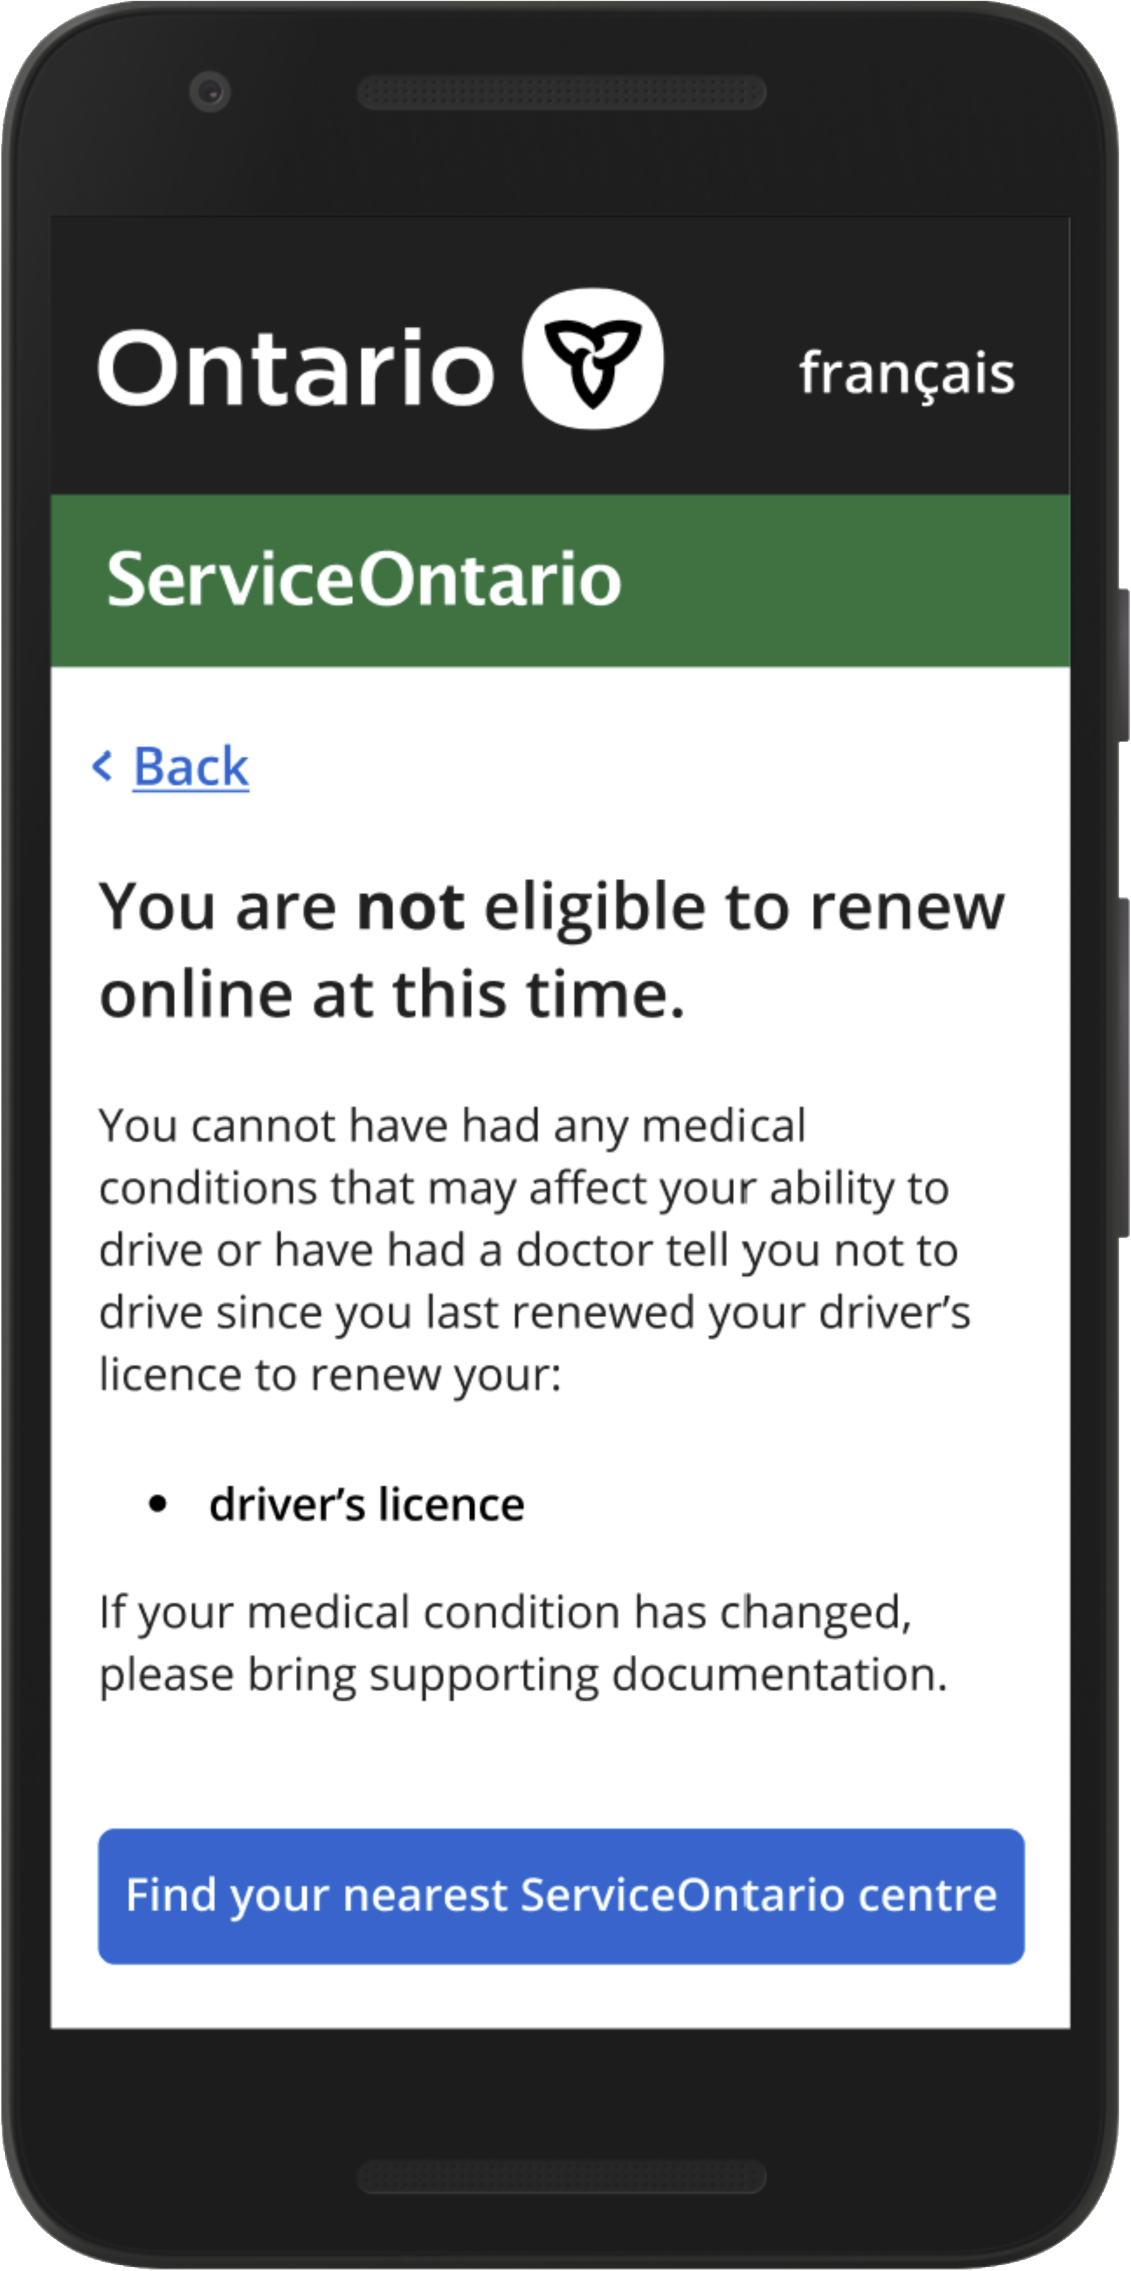 Ontario
français
ServiceOntario
< Back
You are not eligible to renew
online at this time.
You cannot have had any medical
conditions that may affect your ability to
drive or have had a doctor tell you not to
drive since you last renewed your driver’s
licence to renew your:
• driver’s licence
If your medical condition has changed,
please bring supporting documentation.
Find your nearest ServiceOntario centre